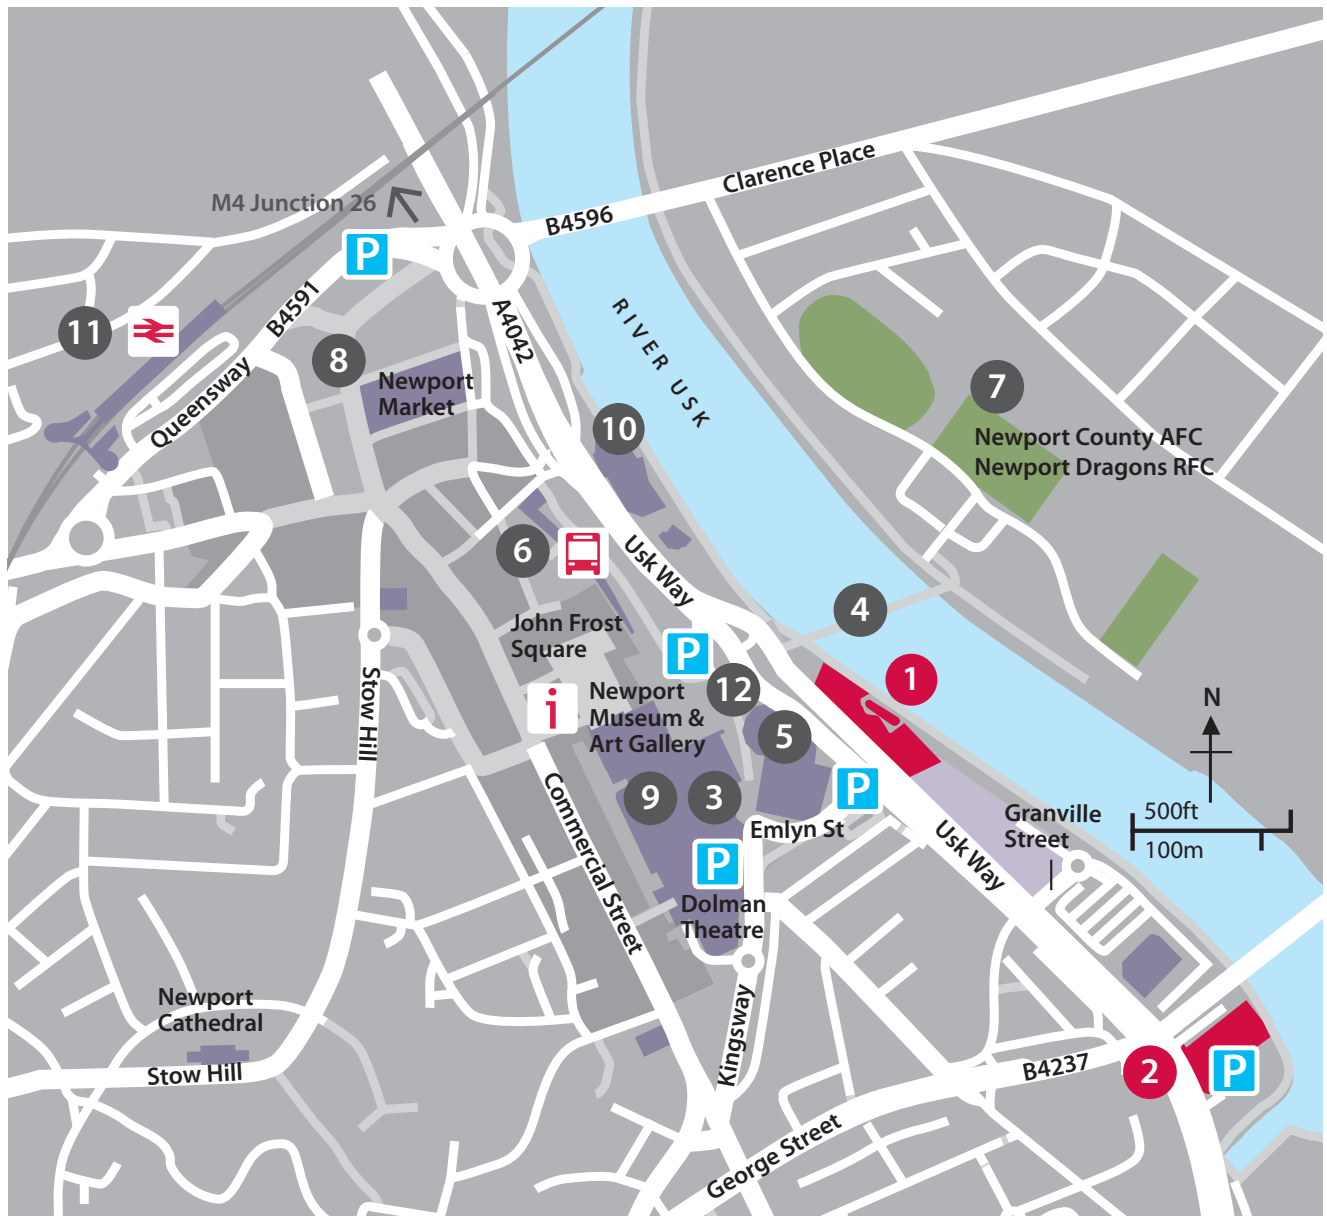 Clarence Place
M4 Junction 26
B4596
P
B4591
11
A4042
RIVER USK
8
Newport
Market
7
Queensway
10
Newport County AFC
Newport Dragons RFC
6
Usk Way
4
John Frost
Square
P
1
Stow Hill
i
Newport
Museum &
Art Gallery
12
N
5
P
9
3
Commercial Street
Emlyn St
Granville
Street
500ft
100m
Usk Way
P
Dolman
Theatre
Newport
Cathedral
Kingsway
Stow Hill
B4237
2
P
George Street